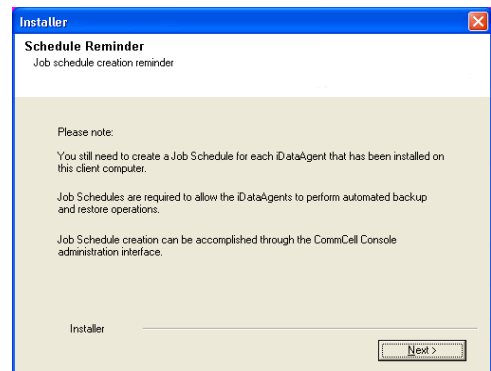 Installer
Schedule Reminder
Job schedule creation reminder
Please note:
You still need to create a Job Schedule for each iDataAgent that has been installed on
this client computer.
Job Schedules are required to allow the iDataAgents to perform automated backup
and restore operations.
Job Schedule creation can be accomplished through the CommCell Console
administration interface.
Installer
Next >